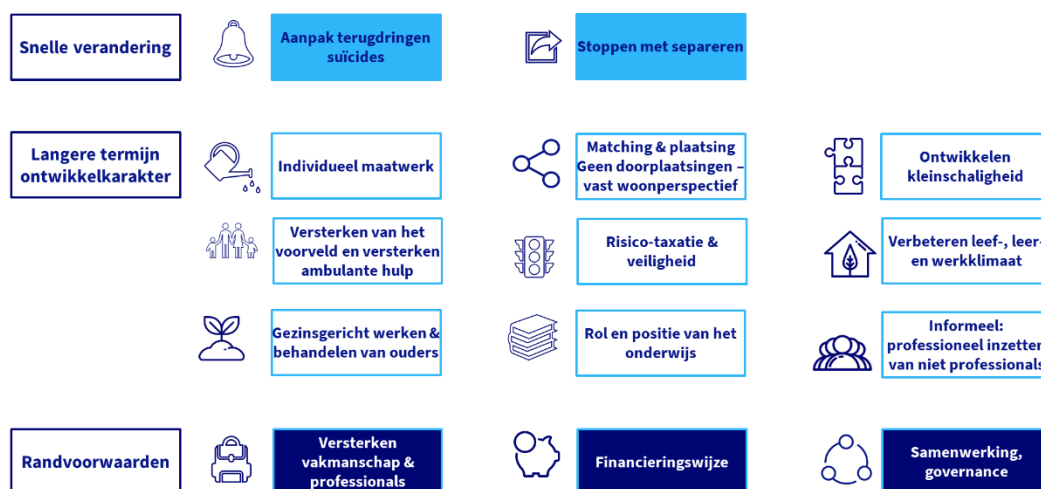 Snelle verandering
Aanpak terugdringen
suïcides
Stoppen met separeren
Langere termijn
ontwikkelkarakter
Individueel maatwerk
Matching & plaatsing
Geen doorplaatsingen –
vast woonperspectief
Ontwikkelen
kleinschaligheid
Versterken van het
voorveld en versterken
ambulante hulp
Risico-taxatie &
veiligheid
Verbeteren leef-, leer-
en werkklimaat
Gezinsgericht werken &
behandelen van ouders
Rol en positie van het
onderwijs
Informeel:
professioneel inzetten
van niet professionals
Randvoorwaarden
Versterken
vakmanschap &
professionals
Financieringswijze
Samenwerking,
governance